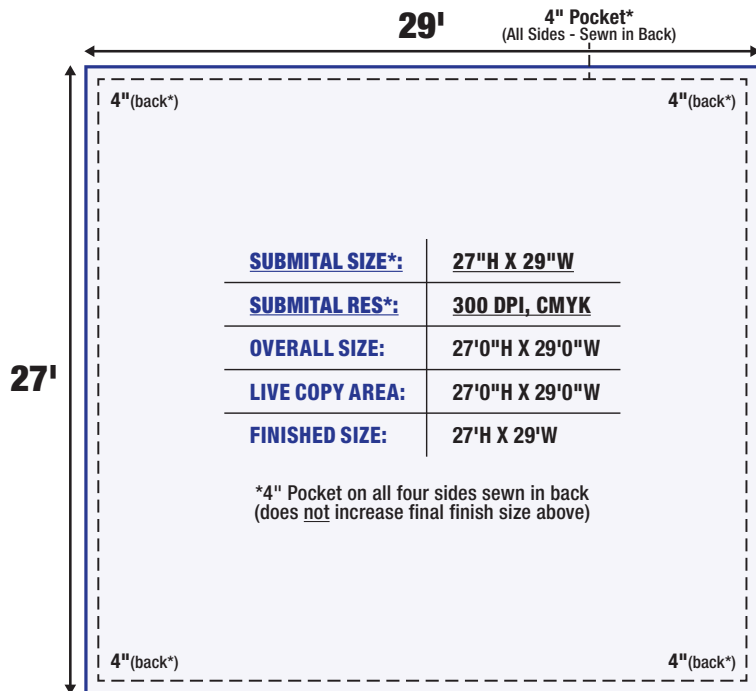 29'
4" Pocket*
(All Sides - Sewn in Back)
4"(back*) 4"(back*)
SUBMITAL SIZE*: 27"H X 29"W
SUBMITAL RES*: 300 DPI, CMYK
OVERALL SIZE: 27'0"H X 29'0"W
27'
LIVE COPY AREA: 27'0"H X 29'0"W
FINISHED SIZE: 27'H X 29'W
*4" Pocket on all four sides sewn in back
(does not increase final finish size above)
4"(back*) 4"(back*)